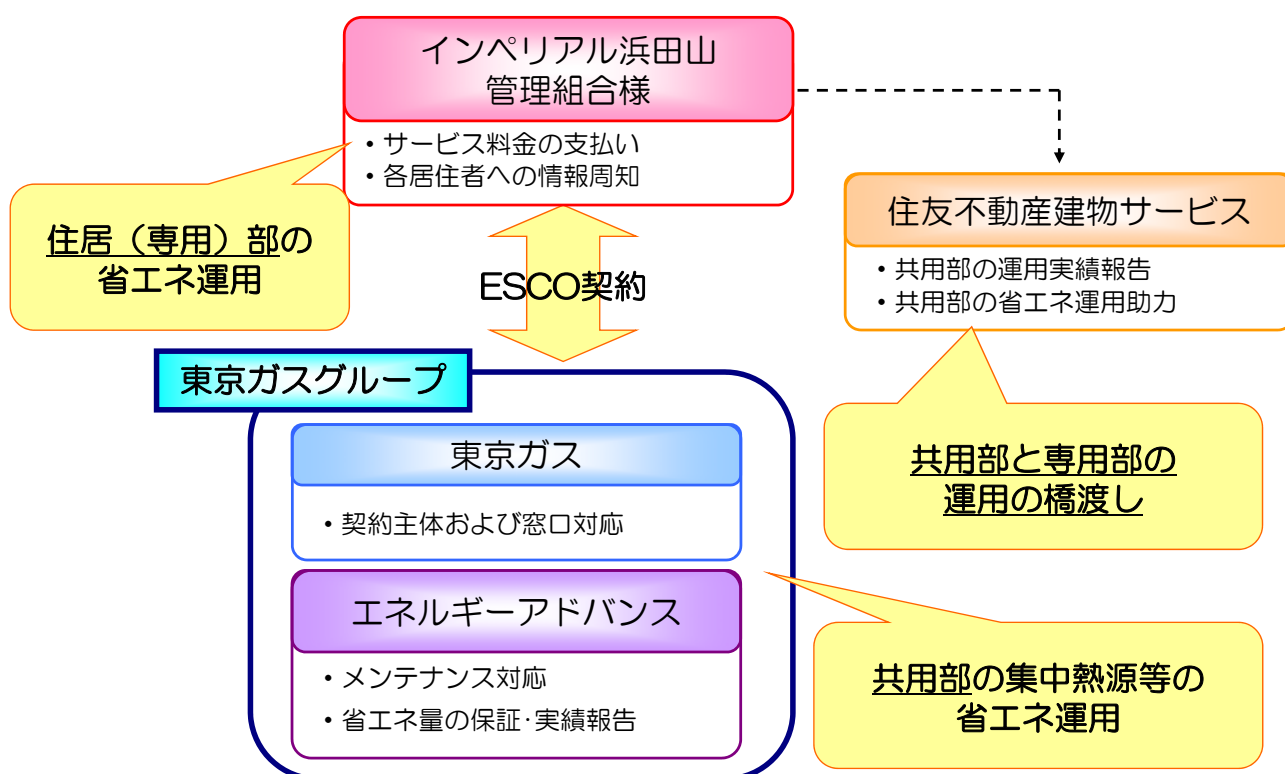 インペリアル浜田山
管理組合様
・サービス料金の支払い
・各居住者への情報周知
住居（専用）部の
省エネ運用
住友不動産建物サービス
・共用部の運用実績報告
・共用部の省エネ運用助力
ESCO契約
東京ガスグループ
東京ガス
・契約主体および窓口対応
共用部と専用部の
運用の橋渡し
エネルギーアドバンス
・メンテナンス対応
・省エネ量の保証･実績報告
共用部の集中熱源等の
省エネ運用